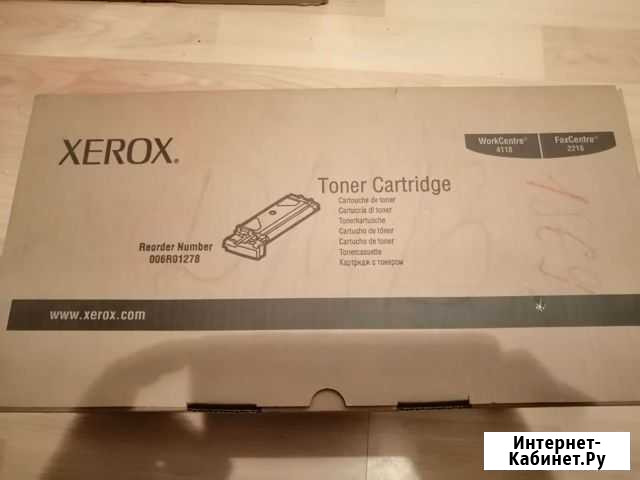 XEROX.
WorkCentre®
4118
FaxCentre®
2218
Toner Cartridge
Cartouche de toner
Cartuccia di toner
Tonerkartusche
Cartucho de tóner
Cartucho de toner
Tonercassette
Картридж с тонером
Reorder Number
006R01278
www.xerox.com
Интернет-
Кабинет.Ру